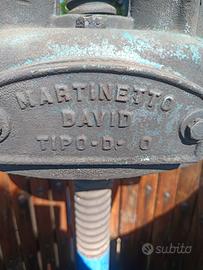 MARTINETTO
DAVID
TIPO-D- 0
subito